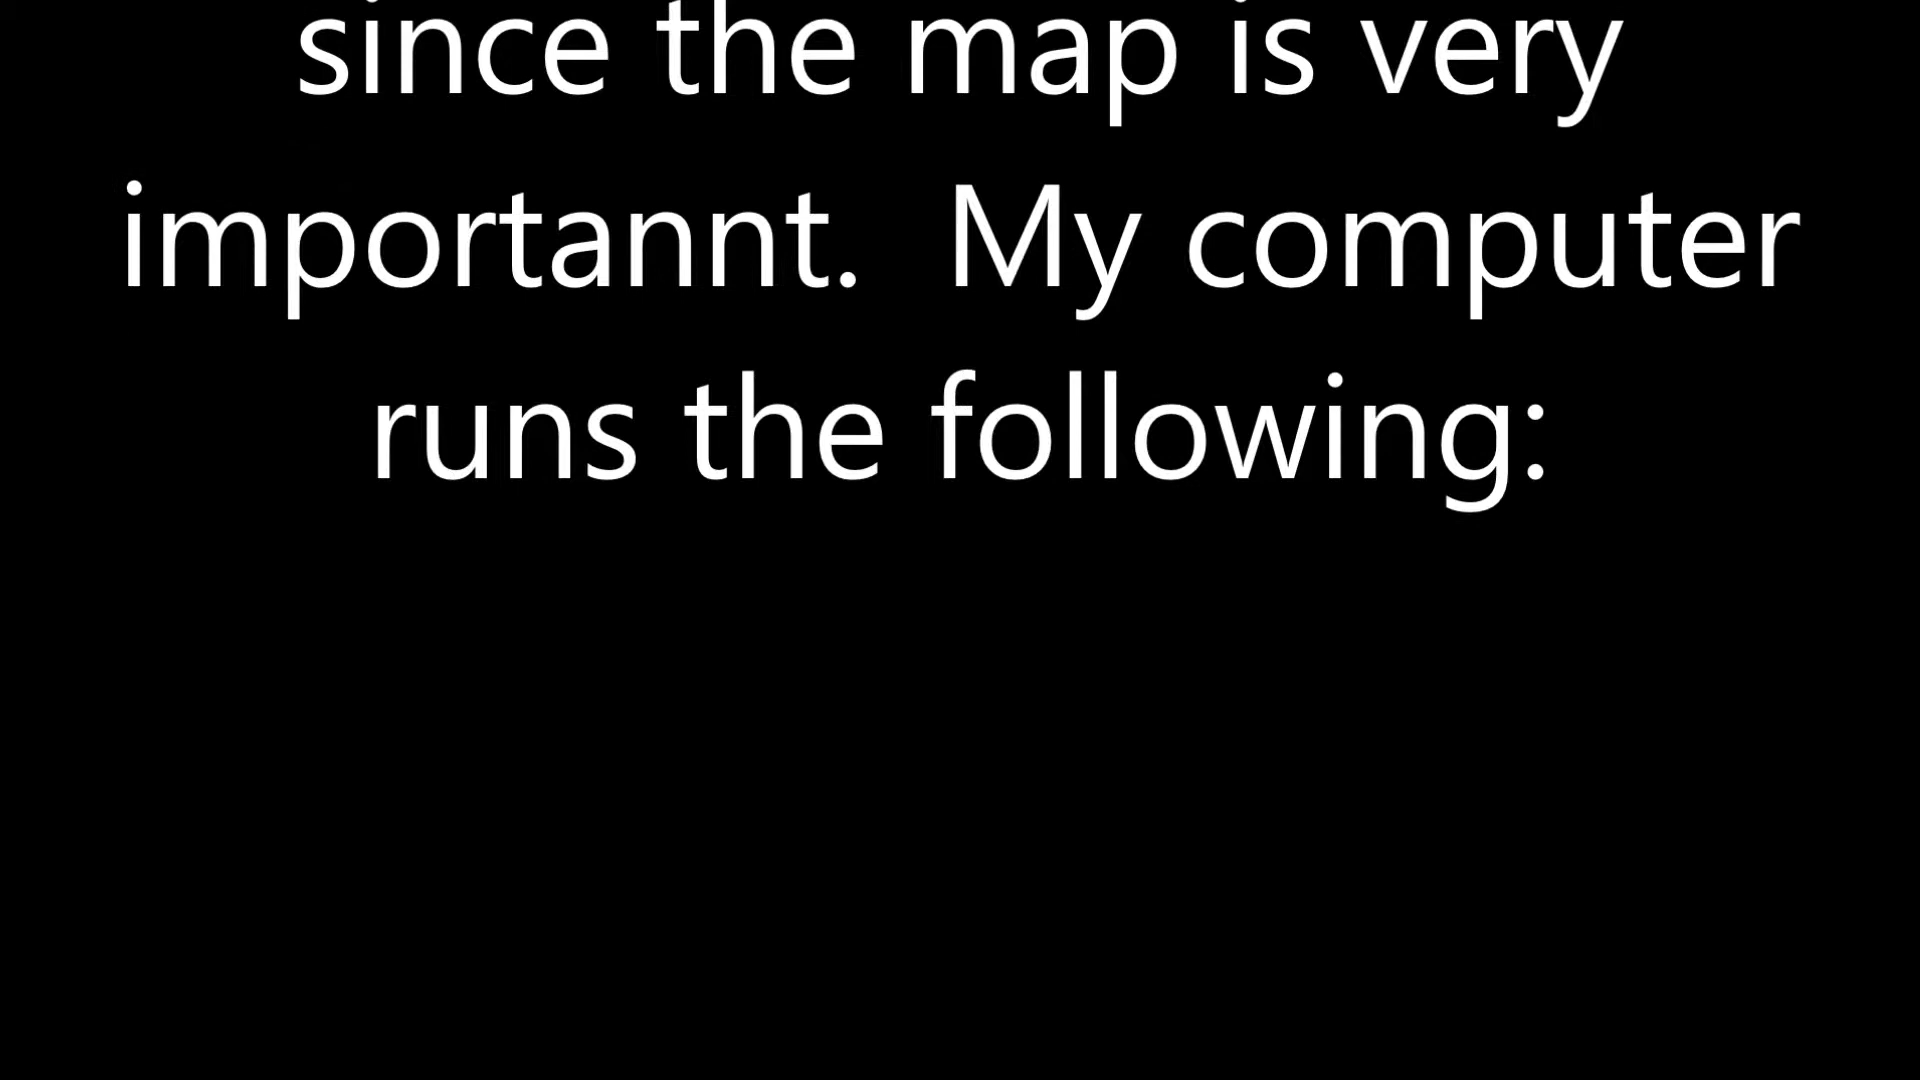 since the map is very
importannt.  My computer
runs the following: